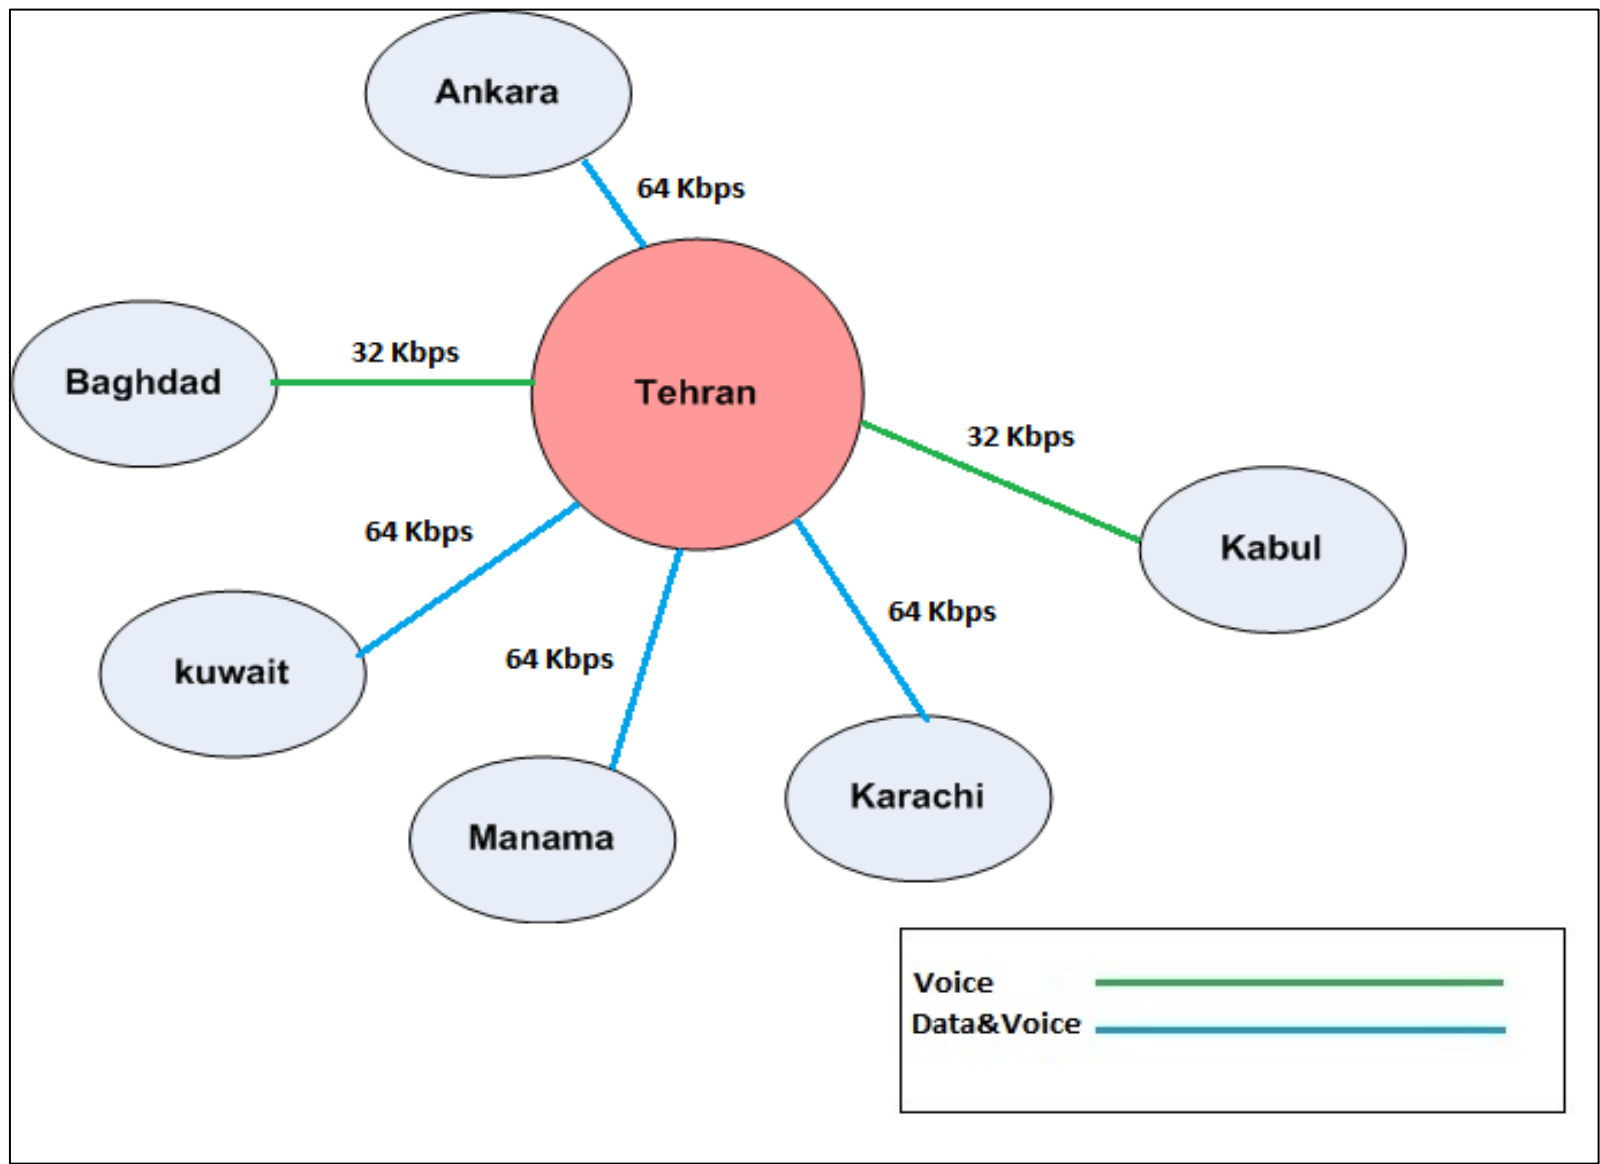 Ankara
64 Kbps
32 Kbps
Baghdad
Tehran
32 Kbps
64 Kbps
Kabul
64 Kbps
64 Kbps
kuwait
Karachi
Manama
Voice
Data&Voice